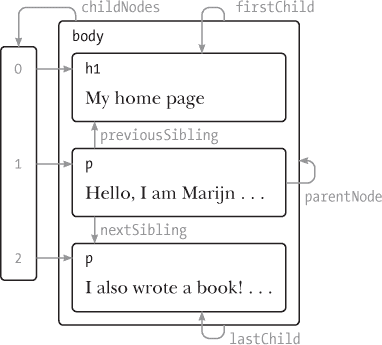 childNodes
firstChild
body
0
h1
My home page
previousSibling
1
p
Hello, I am Marijn . . .
parentNode
nextSibling
2
p
I also wrote a book! . . .
lastChild